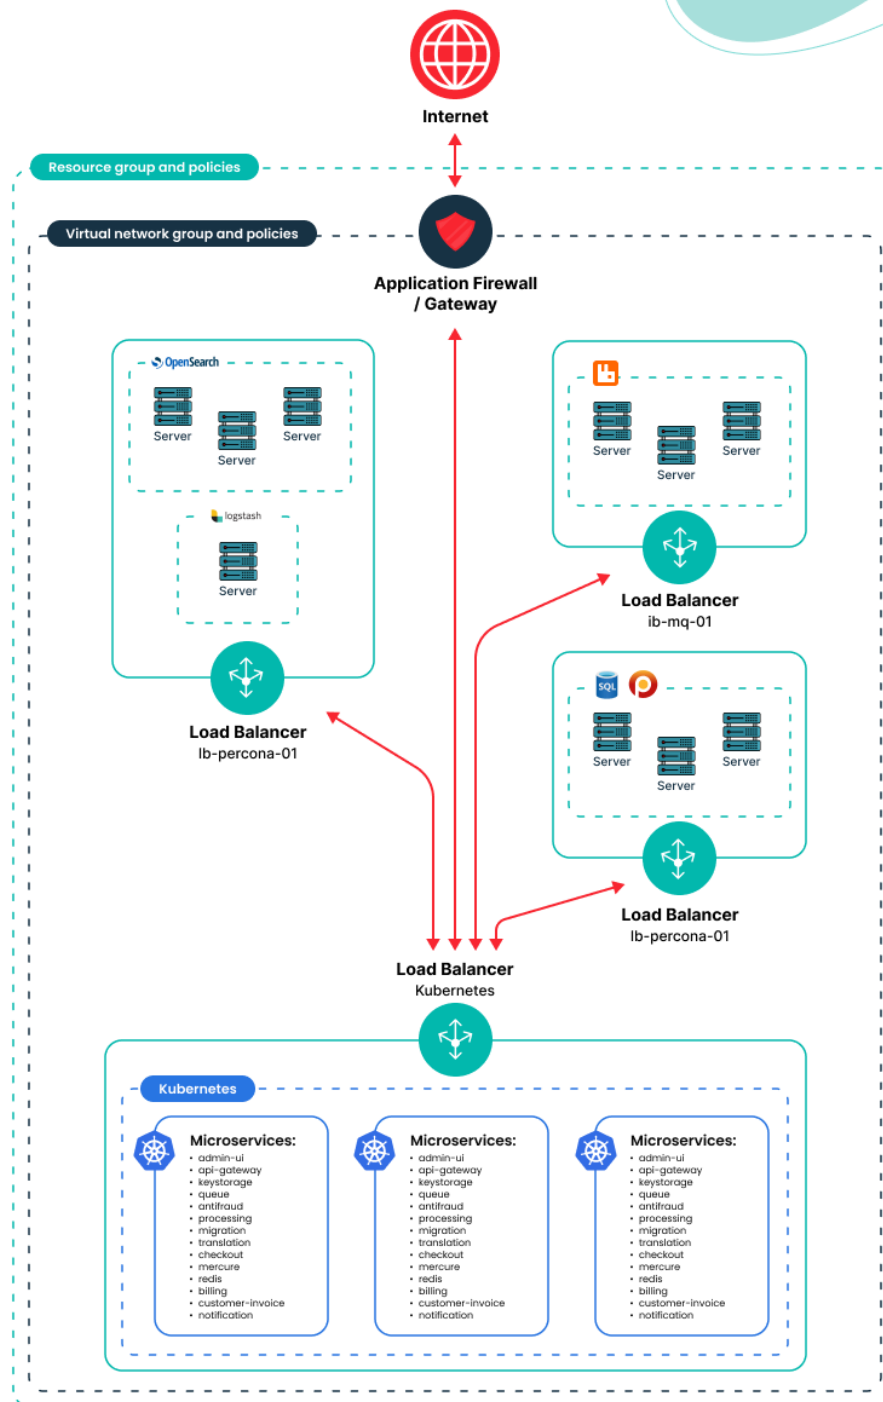 Internet
Resource group and policies
Virtual network group and policies
Application Firewall
/ Gateway
OpenSearch
Server
Server
Server
logstash
Server
Load Balancer
lb-percona-01
Server
Server
Server
Load Balancer
ib-mq-01
SQL
Server
Server
Server
Load Balancer
lb-percona-01
Load Balancer
Kubernetes
Kubernetes
Microservices:
• admin-ui
• api-gateway
• keystorage
• queue
• antifraud
• processing
• migration
• translation
• checkout
• mercure
• redis
• billing
• customer-invoice
• notification
Microservices:
• admin-ui
• api-gateway
• keystorage
• queue
• antifraud
• processing
• migration
• translation
• checkout
• mercure
• redis
• billing
• customer-invoice
• notification
Microservices:
• admin-ui
• api-gateway
• keystorage
• queue
• antifraud
• processing
• migration
• translation
• checkout
• mercure
• redis
• billing
• customer-invoice
• notification